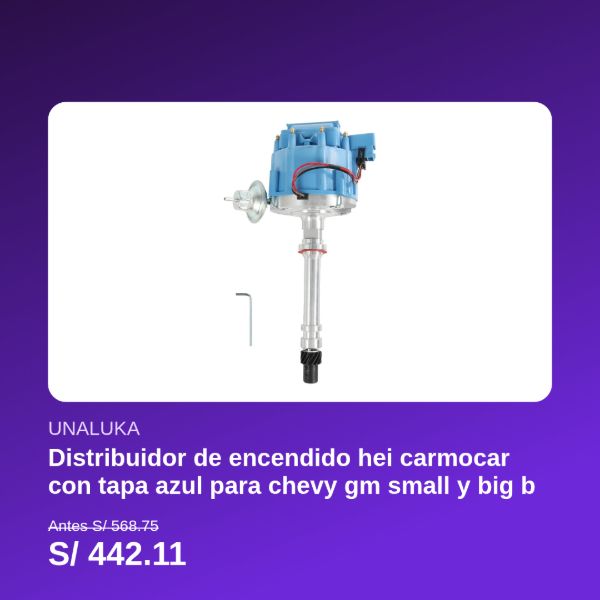 UNALUKA
Distribuidor de encendido hei carmocar
con tapa azul para chevy gm small y big b
Antes S/ 568.75
S/ 442.11